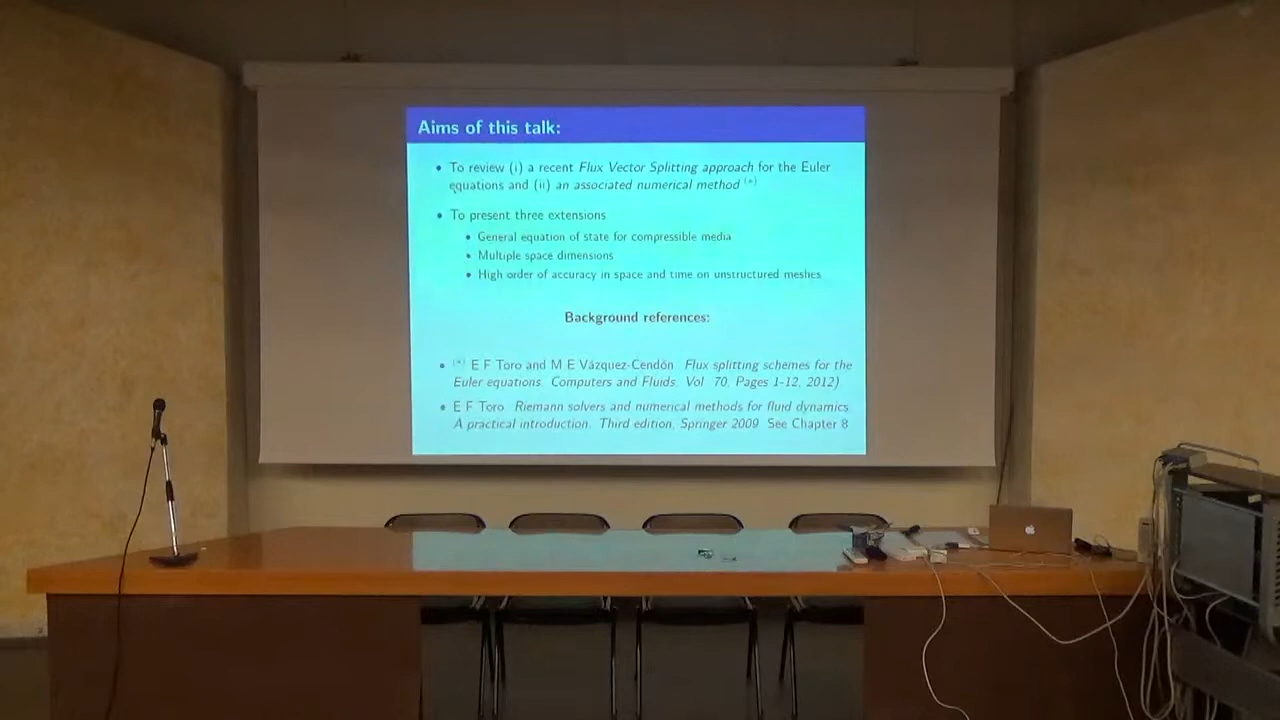 Aims of this talk:
• To review (i) a recent Flux Vector Splitting approach for the Euler
equations and (ii) an associated numerical method (*)
• To present three extensions
• General equation of state for compressible media
• Multiple space dimensions
• High order of accuracy in space and time on unstructured meshes
Background references:
• (*) E F Toro and M E Vázquez-Cendón. Flux splitting schemes for the
Euler equations. Computers and Fluids. Vol. 70, Pages 1-12, 2012)
• E F Toro. Riemann solvers and numerical methods for fluid dynamics.
A practical introduction. Third edition, Springer 2009. See Chapter 8